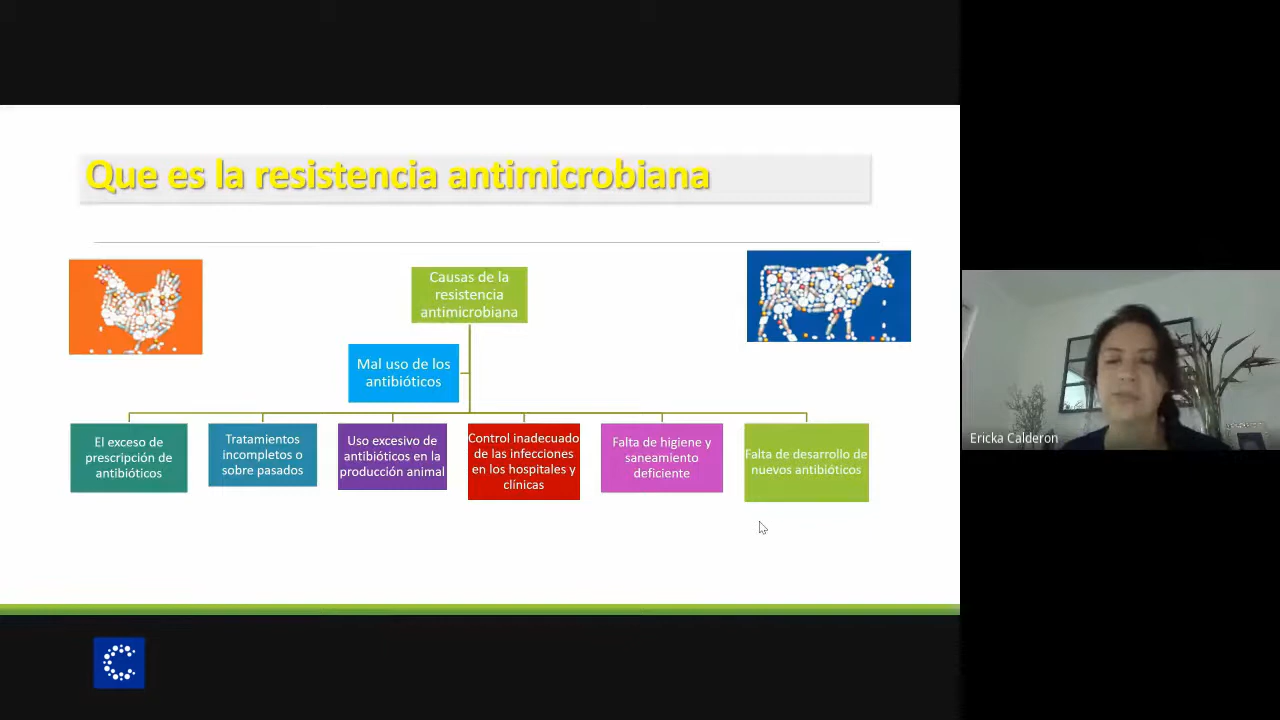 Que es la resistencia antimicrobiana
Causas de la
resistencia
antimicrobiana
Mal uso de los
antibióticos
El exceso de
prescripción de
antibióticos
Tratamientos
incompletos o
sobre pasados
Uso excesivo de
antibióticos en la
producción animal
Control inadecuado
de las infecciones
en los hospitales y
clínicas
Falta de higiene y
saneamiento
deficiente
Falta de desarrollo de
nuevos antibióticos
Ericka Calderon